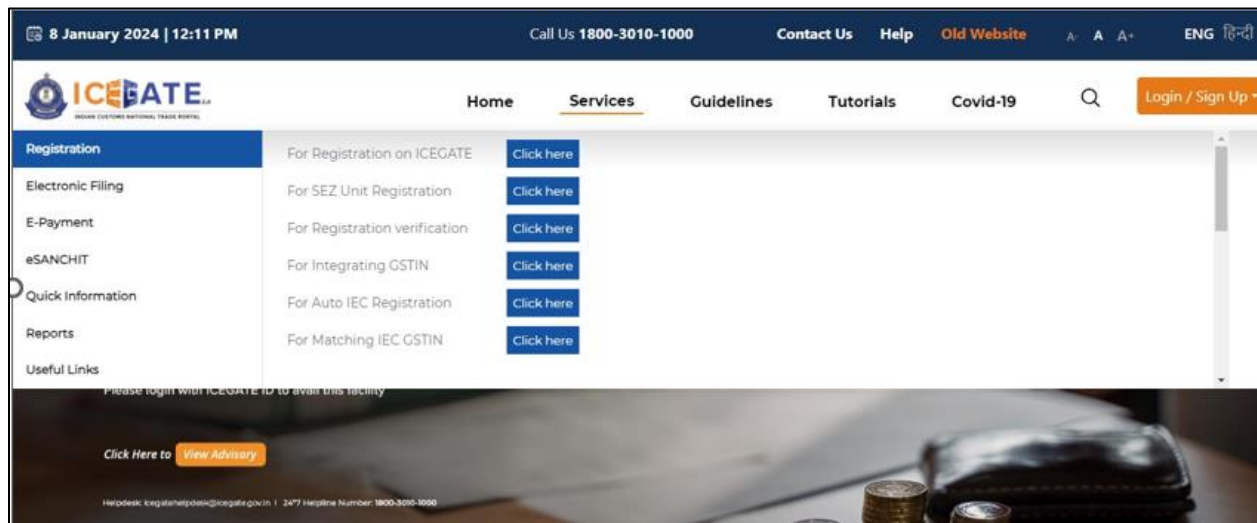 8 January 2024 | 12:11 PM Call Us 1800-3010-1000 Contact Us Help Old Website A- A A+ ENG हिन्दी
ICEGATE
INDIAN CUSTOMS NATIONAL TRADE PORTAL
Home Services Guidelines Tutorials Covid-19 Login / Sign Up
Registration
Electronic Filing
E-Payment
eSANCHIT
Quick Information
Reports
Useful Links
For Registration on ICEGATE Click here
For SEZ Unit Registration Click here
For Registration verification Click here
For Integrating GSTIN Click here
For Auto IEC Registration Click here
For Matching IEC GSTIN Click here
Please login with ICEGATE ID to avail this facility
Click Here to View Advisory
Helpdesk: icegatehelpdesk@icegate.gov.in | 24*7 Helpline Number: 1800-3010-1000